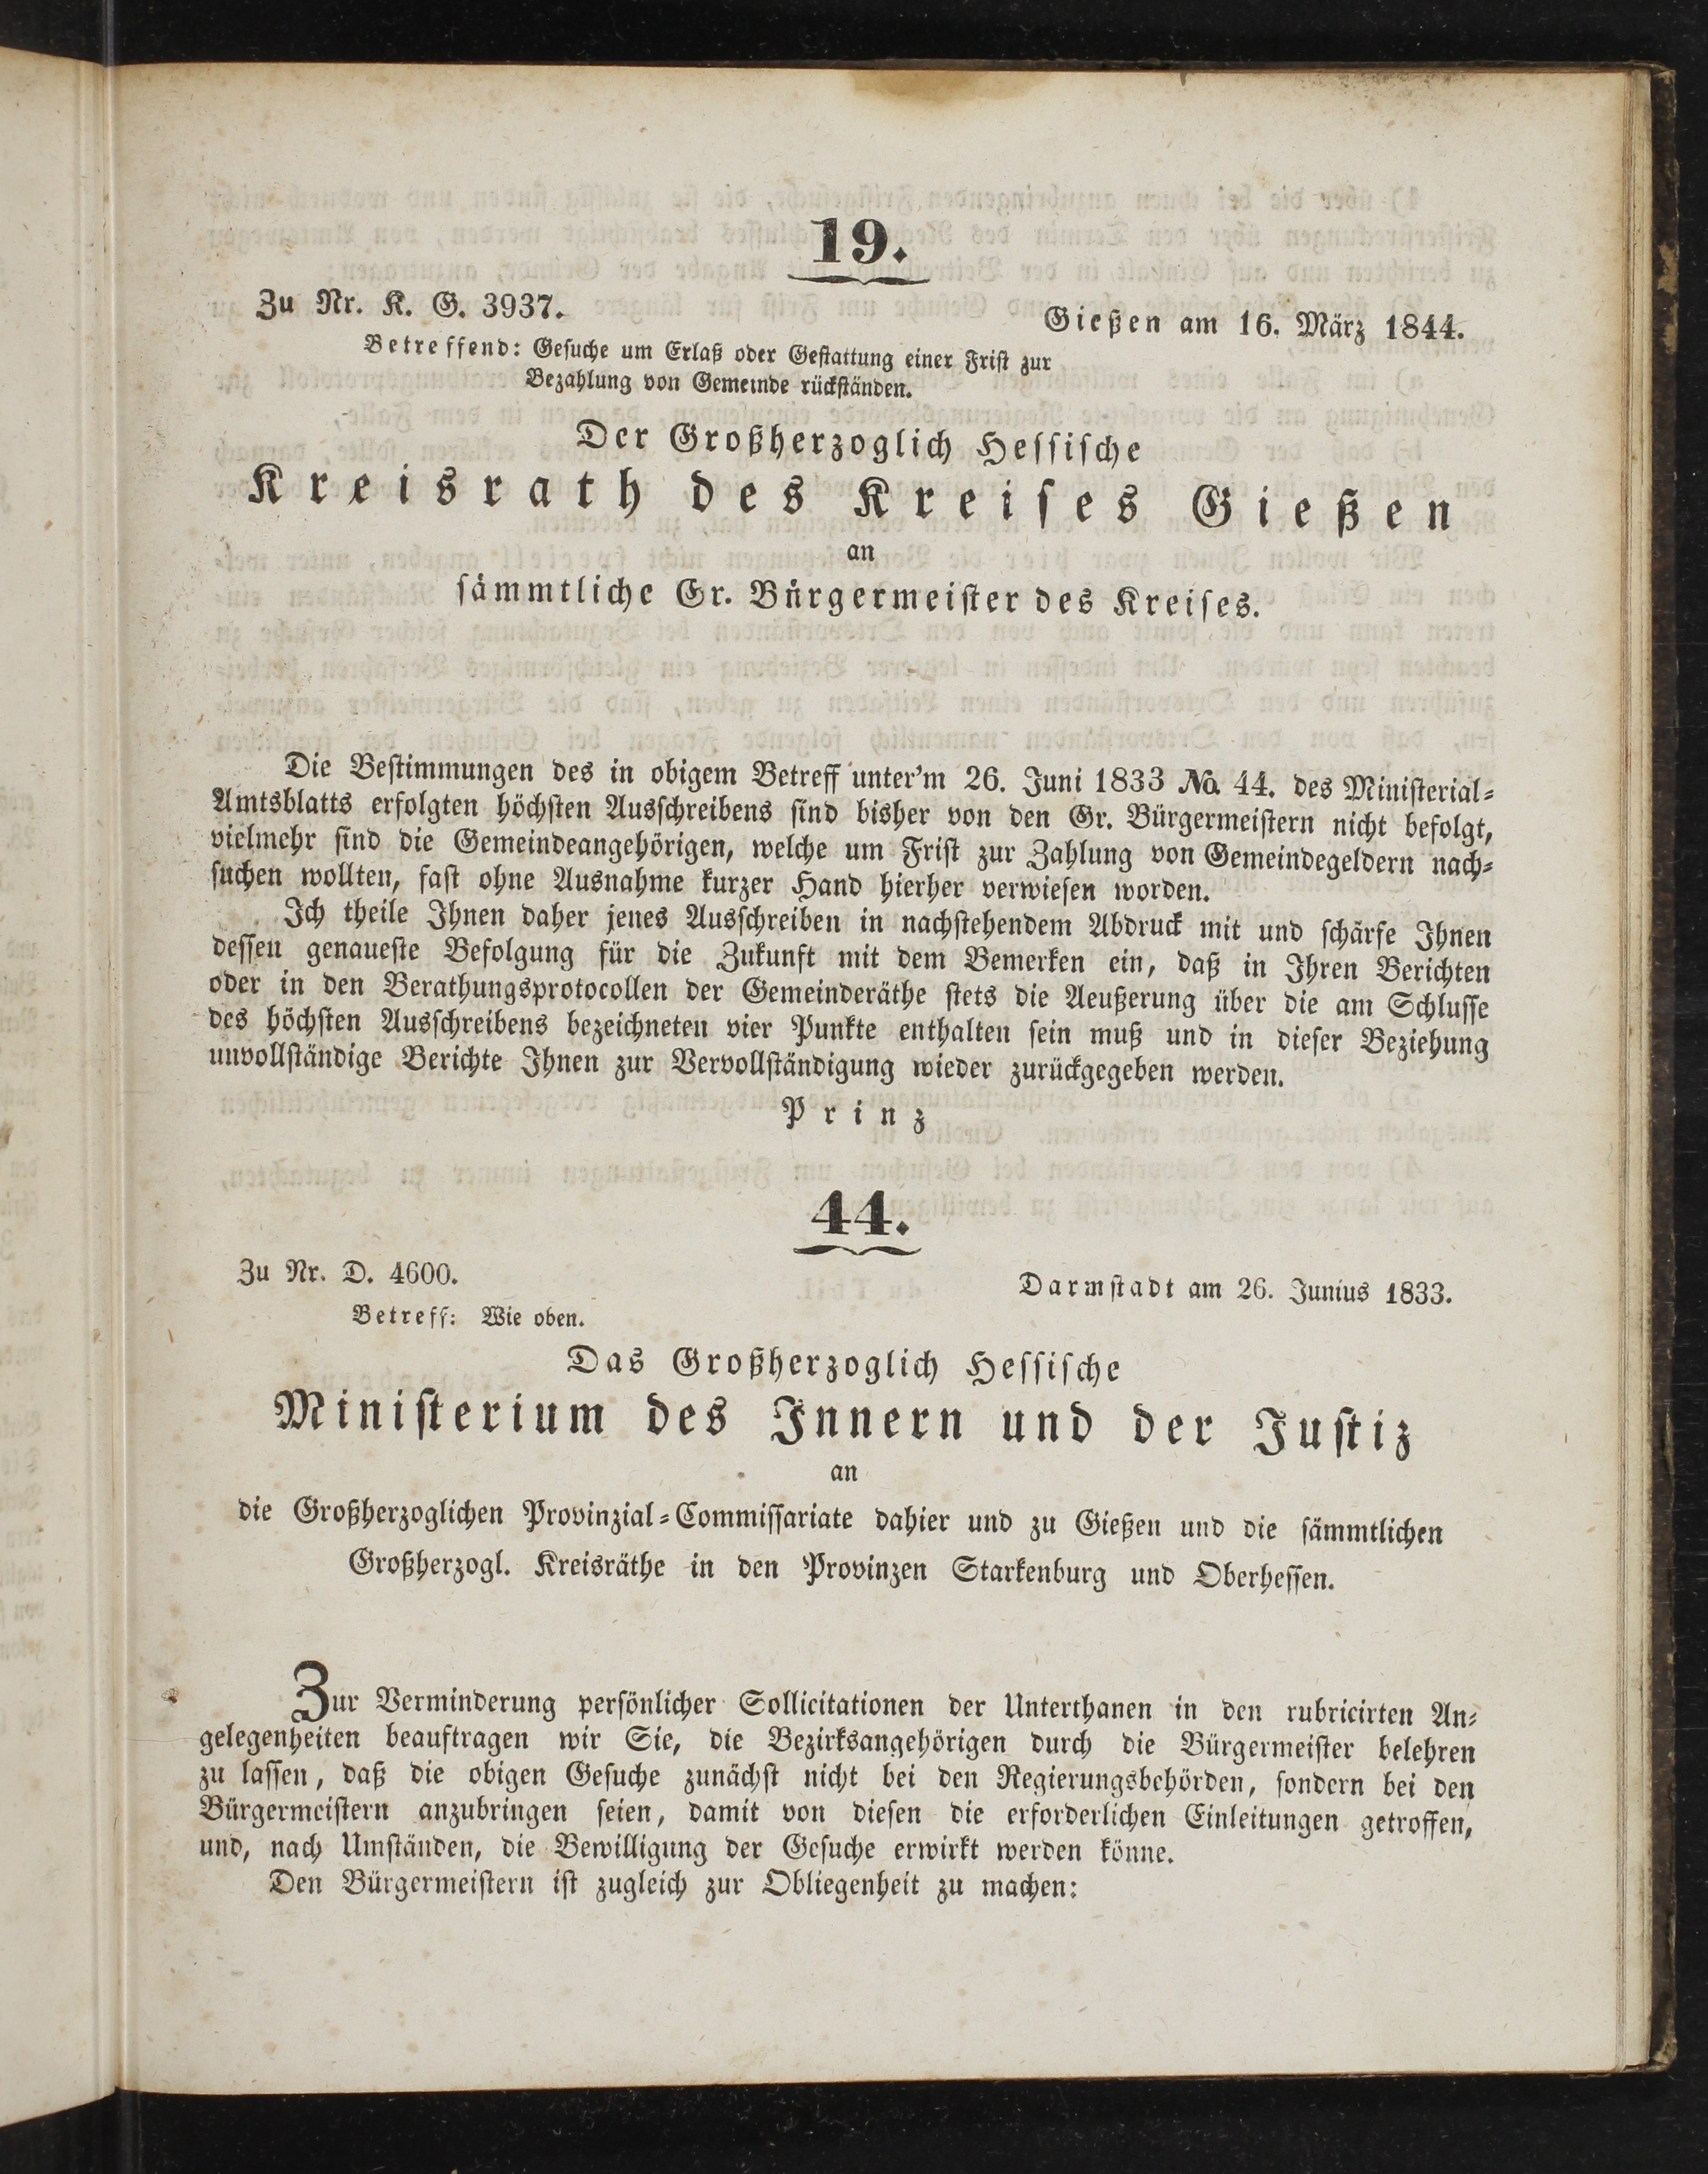 19.
Zu Nr. K. G. 3937.
Gießen am 16. März 1844.
Betreffend: Gesuche um Erlaß oder Gestattung einer Frist zur
Bezahlung von Gemeinde rückständen.
Der Großherzoglich Hessische
Kreisrath des Kreises Gießen
an
sämmtliche Gr. Bürgermeister des Kreises.
Die Bestimmungen des in obigem Betreff unter'm 26. Juni 1833 No. 44. des Ministerial-
Amtsblatts erfolgten höchsten Ausschreibens sind bisher von den Gr. Bürgermeistern nicht befolgt,
vielmehr sind die Gemeindeangehörigen, welche um Frist zur Zahlung von Gemeindegeldern nach-
suchen wollten, fast ohne Ausnahme kurzer Hand hierher verwiesen worden.
Ich theile Ihnen daher jenes Ausschreiben in nachstehendem Abdruck mit und schärfe Ihnen
dessen genaueste Befolgung für die Zukunft mit dem Bemerken ein, daß in Ihren Berichten
oder in den Berathungsprotocollen der Gemeinderäthe stets die Aeußerung über die am Schlusse
des höchsten Ausschreibens bezeichneten vier Punkte enthalten sein muß und in dieser Beziehung
unvollständige Berichte Ihnen zur Vervollständigung wieder zurückgegeben werden.
Prinz
44.
Zu Nr. D. 4600.
Darmstadt am 26. Junius 1833.
Betreff: Wie oben.
Das Großherzoglich Hessische
Ministerium des Innern und der Justiz
an
die Großherzoglichen Provinzial-Commissariate dahier und zu Gießen und die sämmtlichen
Großherzogl. Kreisräthe in den Provinzen Starkenburg und Oberhessen.
Zur Verminderung persönlicher Sollicitationen der Unterthanen in den rubricirten An-
gelegenheiten beauftragen wir Sie, die Bezirksangehörigen durch die Bürgermeister belehren
zu lassen, daß die obigen Gesuche zunächst nicht bei den Regierungsbehörden, sondern bei den
Bürgermeistern anzubringen seien, damit von diesen die erforderlichen Einleitungen getroffen,
und, nach Umständen, die Bewilligung der Gesuche erwirkt werden könne.
Den Bürgermeistern ist zugleich zur Obliegenheit zu machen: